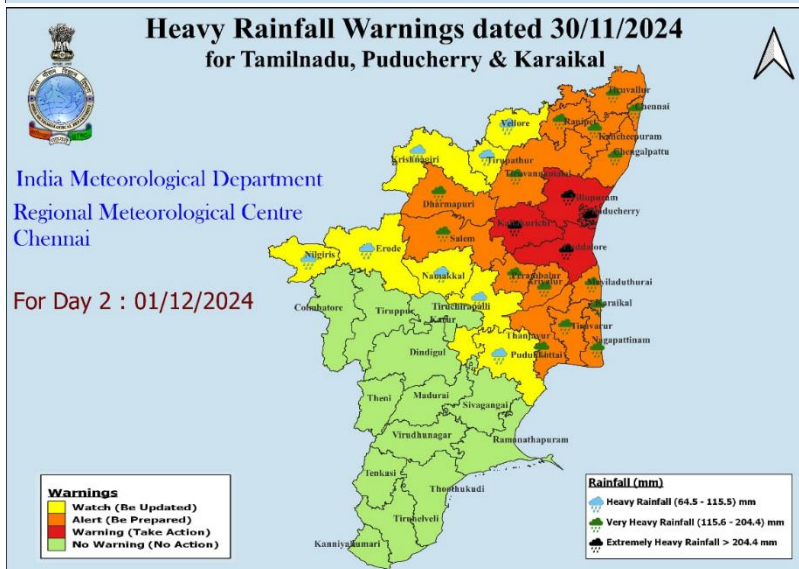 Heavy Rainfall Warnings dated 30/11/2024
for Tamilnadu, Puducherry & Karaikal
India Meteorological Department
Regional Meteorological Centre
Chennai
For Day 2 : 01/12/2024
Tiruvallur
Chennai
Ranipet
Kancheepuram
Vellore
Chengalpattu
Krishnagiri
Tirupathur
Tiruvannamalai
Dharmapuri
Villupuram
Puducherry
Kallakurichi
Salem
Cuddalore
Nilgiris
Erode
Namakkal
Perambalur
Ariyalur
Mayiladuthurai
Karaikal
Coimbatore
Tiruppur
Tiruchirapalli
Karur
Tiruvarur
Thanjavur
Nagapattinam
Dindigul
Pudukkottai
Theni
Madurai
Sivagangai
Virudhunagar
Ramanathapuram
Tenkasi
Thoothukudi
Tirunelveli
Kanniyakumari
Warnings
Watch (Be Updated)
Alert (Be Prepared)
Warning (Take Action)
No Warning (No Action)
Rainfall (mm)
Heavy Rainfall (64.5 - 115.5) mm
Very Heavy Rainfall (115.6 - 204.4) mm
Extremely Heavy Rainfall > 204.4 mm